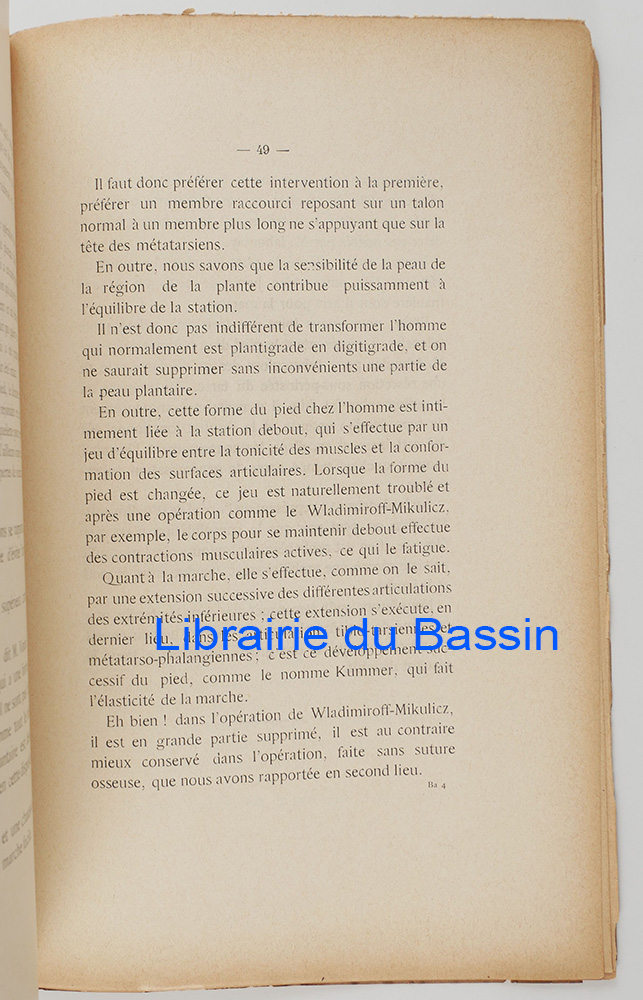 — 49 —
Il faut donc préférer cette intervention à la première,
préférer un membre raccourci reposant sur un talon
normal à un membre plus long ne s'appuyant que sur la
tête des métatarsiens.
En outre, nous savons que la sensibilité de la peau de
la région de la plante contribue puissamment à
l'équilibre de la station.
Il n'est donc pas indifférent de transformer l'homme
qui normalement est plantigrade en digitigrade, et on
ne saurait supprimer sans inconvénients une partie de
la peau plantaire.
En outre, cette forme du pied chez l'homme est inti-
mement liée à la station debout, qui s'effectue par un
jeu d'équilibre entre la tonicité des muscles et la confor-
mation des surfaces articulaires. Lorsque la forme du
pied est changée, ce jeu est naturellement troublé et
après une opération comme le Wladimiroff-Mikulicz,
par exemple, le corps pour se maintenir debout effectue
des contractions musculaires actives, ce qui le fatigue.
Quant à la marche, elle s'effectue, comme on le sait,
par une extension successive des différentes articulations
des extrémités inférieures ; cette extension s'exécute, en
dernier lieu, dans les articulations tibio-tarsiennes et
Librairie du Bassin
métatarso-phalangiennes ; c'est ce développement suc-
cessif du pied, comme le nomme Kummer, qui fait
l'élasticité de la marche.
Eh bien ! dans l'opération de Wladimiroff-Mikulicz,
il est en grande partie supprimé, il est au contraire
mieux conservé dans l'opération, faite sans suture
osseuse, que nous avons rapportée en second lieu.
Ba 4